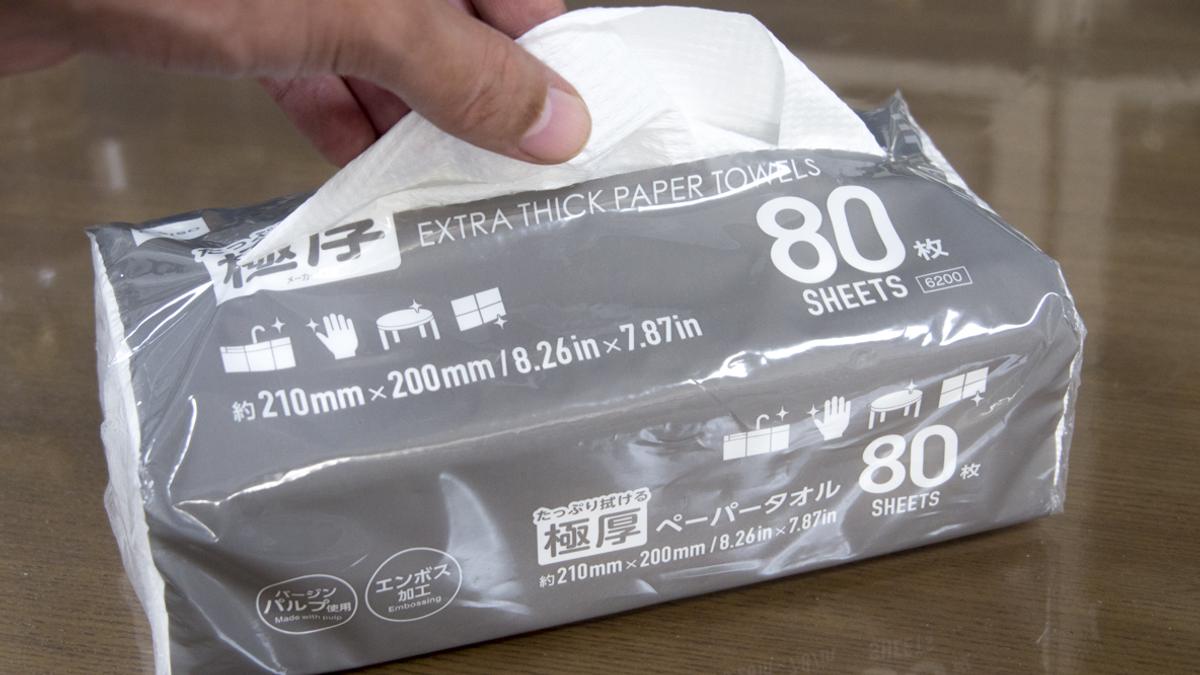 極厚
EXTRA THICK PAPER TOWELS
80枚
SHEETS 6200
約210mm×200mm/8.26in×7.87in
80枚
SHEETS
たっぷり拭ける
極厚 ペーパータオル
約210mm×200mm/8.26in×7.87in
バージン
パルプ使用
Made with pulp
エンボス
加工
Embossing